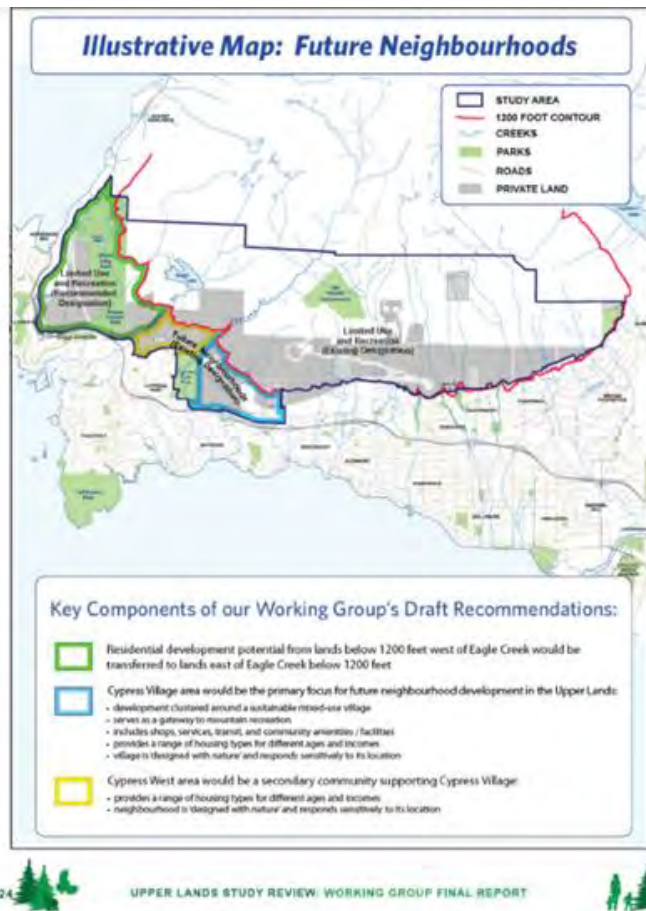 Illustrative Map: Future Neighbourhoods
STUDY AREA
1200 FOOT CONTOUR
CREEKS
PARKS
ROADS
PRIVATE LAND
Limited Use
and Recreation
(Recommended
Designation)
Future
Neighbourhoods
Limited Use
and Recreation
(Existing Designation)
Key Components of our Working Group's Draft Recommendations:
Residential development potential from lands below 1200 feet west of Eagle Creek would be
transferred to lands east of Eagle Creek below 1200 feet
Cypress Village area would be the primary focus for future neighbourhood development in the Upper Lands:
• development clustered around a sustainable mixed-use village
• serves as a gateway to mountain recreation
• includes shops, services, transit, and community amenities / facilities
• provides a range of housing types for different ages and incomes
• village is 'designed with nature' and responds sensitively to its location
Cypress West area would be a secondary community supporting Cypress Village:
• provides a range of housing types for different ages and incomes
• neighbourhood is 'designed with nature' and responds sensitively to its location
24
UPPER LANDS STUDY REVIEW: WORKING GROUP FINAL REPORT